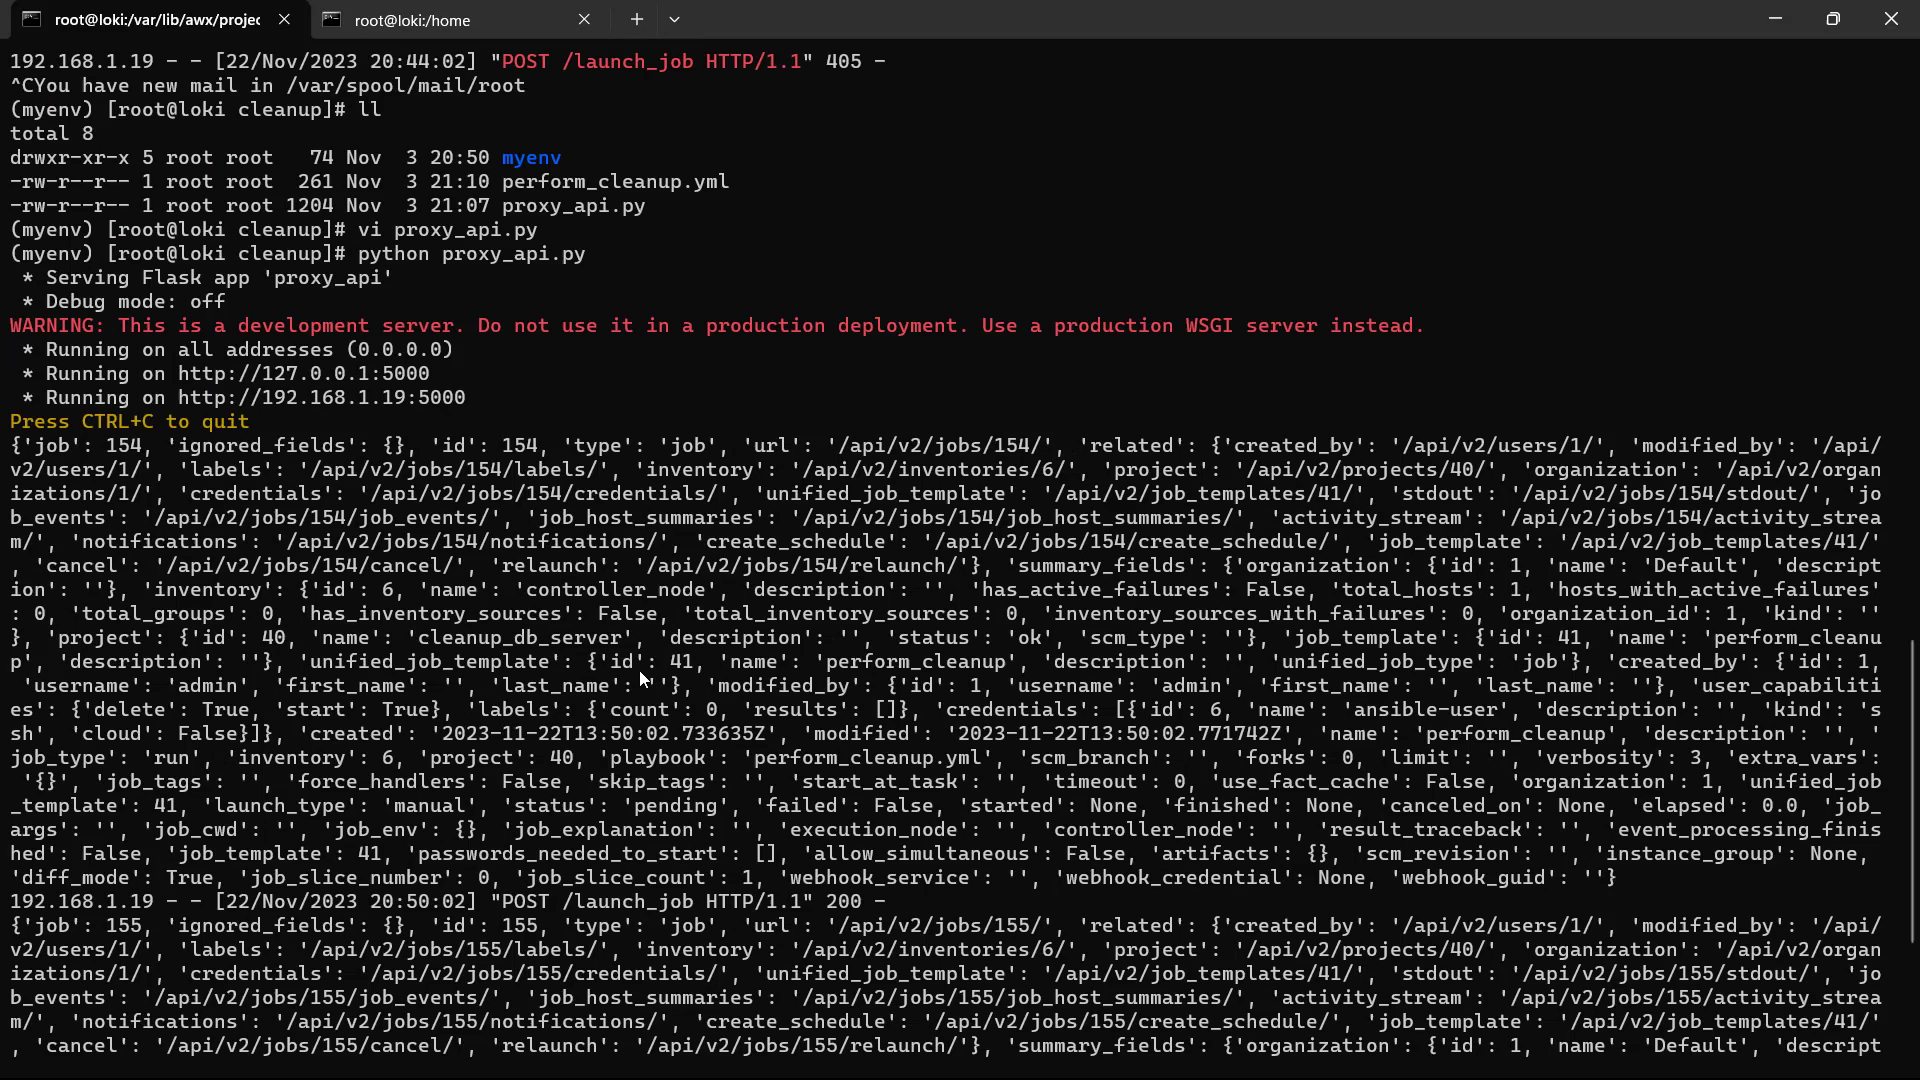 root@loki:/var/lib/awx/projec
root@loki:/home
192.168.1.19 - - [22/Nov/2023 20:44:02] "POST /launch_job HTTP/1.1" 405 -
^CYou have new mail in /var/spool/mail/root
(myenv) [root@loki cleanup]# ll
total 8
drwxr-xr-x 5 root root   74 Nov  3 20:50 myenv
-rw-r--r-- 1 root root  261 Nov  3 21:10 perform_cleanup.yml
-rw-r--r-- 1 root root 1204 Nov  3 21:07 proxy_api.py
(myenv) [root@loki cleanup]# vi proxy_api.py
(myenv) [root@loki cleanup]# python proxy_api.py
 * Serving Flask app 'proxy_api'
 * Debug mode: off
WARNING: This is a development server. Do not use it in a production deployment. Use a production WSGI server instead.
 * Running on all addresses (0.0.0.0)
 * Running on http://127.0.0.1:5000
 * Running on http://192.168.1.19:5000
Press CTRL+C to quit
{'job': 154, 'ignored_fields': {}, 'id': 154, 'type': 'job', 'url': '/api/v2/jobs/154/', 'related': {'created_by': '/api/v2/users/1/', 'modified_by': '/api/
v2/users/1/', 'labels': '/api/v2/jobs/154/labels/', 'inventory': '/api/v2/inventories/6/', 'project': '/api/v2/projects/40/', 'organization': '/api/v2/organ
izations/1/', 'credentials': '/api/v2/jobs/154/credentials/', 'unified_job_template': '/api/v2/job_templates/41/', 'stdout': '/api/v2/jobs/154/stdout/', 'jo
b_events': '/api/v2/jobs/154/job_events/', 'job_host_summaries': '/api/v2/jobs/154/job_host_summaries/', 'activity_stream': '/api/v2/jobs/154/activity_strea
m/', 'notifications': '/api/v2/jobs/154/notifications/', 'create_schedule': '/api/v2/jobs/154/create_schedule/', 'job_template': '/api/v2/job_templates/41/'
, 'cancel': '/api/v2/jobs/154/cancel/', 'relaunch': '/api/v2/jobs/154/relaunch/'}, 'summary_fields': {'organization': {'id': 1, 'name': 'Default', 'descript
ion': ''}, 'inventory': {'id': 6, 'name': 'controller_node', 'description': '', 'has_active_failures': False, 'total_hosts': 1, 'hosts_with_active_failures'
: 0, 'total_groups': 0, 'has_inventory_sources': False, 'total_inventory_sources': 0, 'inventory_sources_with_failures': 0, 'organization_id': 1, 'kind': ''
}, 'project': {'id': 40, 'name': 'cleanup_db_server', 'description': '', 'status': 'ok', 'scm_type': ''}, 'job_template': {'id': 41, 'name': 'perform_cleanu
p', 'description': ''}, 'unified_job_template': {'id': 41, 'name': 'perform_cleanup', 'description': '', 'unified_job_type': 'job'}, 'created_by': {'id': 1,
 'username': 'admin', 'first_name': '', 'last_name': ''}, 'modified_by': {'id': 1, 'username': 'admin', 'first_name': '', 'last_name': ''}, 'user_capabiliti
es': {'delete': True, 'start': True}, 'labels': {'count': 0, 'results': []}, 'credentials': [{'id': 6, 'name': 'ansible-user', 'description': '', 'kind': 's
sh', 'cloud': False}]}, 'created': '2023-11-22T13:50:02.733635Z', 'modified': '2023-11-22T13:50:02.771742Z', 'name': 'perform_cleanup', 'description': '', '
job_type': 'run', 'inventory': 6, 'project': 40, 'playbook': 'perform_cleanup.yml', 'scm_branch': '', 'forks': 0, 'limit': '', 'verbosity': 3, 'extra_vars':
 '{}', 'job_tags': '', 'force_handlers': False, 'skip_tags': '', 'start_at_task': '', 'timeout': 0, 'use_fact_cache': False, 'organization': 1, 'unified_job
_template': 41, 'launch_type': 'manual', 'status': 'pending', 'failed': False, 'started': None, 'finished': None, 'canceled_on': None, 'elapsed': 0.0, 'job_
args': '', 'job_cwd': '', 'job_env': {}, 'job_explanation': '', 'execution_node': '', 'controller_node': '', 'result_traceback': '', 'event_processing_finis
hed': False, 'job_template': 41, 'passwords_needed_to_start': [], 'allow_simultaneous': False, 'artifacts': {}, 'scm_revision': '', 'instance_group': None,
'diff_mode': True, 'job_slice_number': 0, 'job_slice_count': 1, 'webhook_service': '', 'webhook_credential': None, 'webhook_guid': ''}
192.168.1.19 - - [22/Nov/2023 20:50:02] "POST /launch_job HTTP/1.1" 200 -
{'job': 155, 'ignored_fields': {}, 'id': 155, 'type': 'job', 'url': '/api/v2/jobs/155/', 'related': {'created_by': '/api/v2/users/1/', 'modified_by': '/api/
v2/users/1/', 'labels': '/api/v2/jobs/155/labels/', 'inventory': '/api/v2/inventories/6/', 'project': '/api/v2/projects/40/', 'organization': '/api/v2/organ
izations/1/', 'credentials': '/api/v2/jobs/155/credentials/', 'unified_job_template': '/api/v2/job_templates/41/', 'stdout': '/api/v2/jobs/155/stdout/', 'jo
b_events': '/api/v2/jobs/155/job_events/', 'job_host_summaries': '/api/v2/jobs/155/job_host_summaries/', 'activity_stream': '/api/v2/jobs/155/activity_strea
m/', 'notifications': '/api/v2/jobs/155/notifications/', 'create_schedule': '/api/v2/jobs/155/create_schedule/', 'job_template': '/api/v2/job_templates/41/'
, 'cancel': '/api/v2/jobs/155/cancel/', 'relaunch': '/api/v2/jobs/155/relaunch/'}, 'summary_fields': {'organization': {'id': 1, 'name': 'Default', 'descript